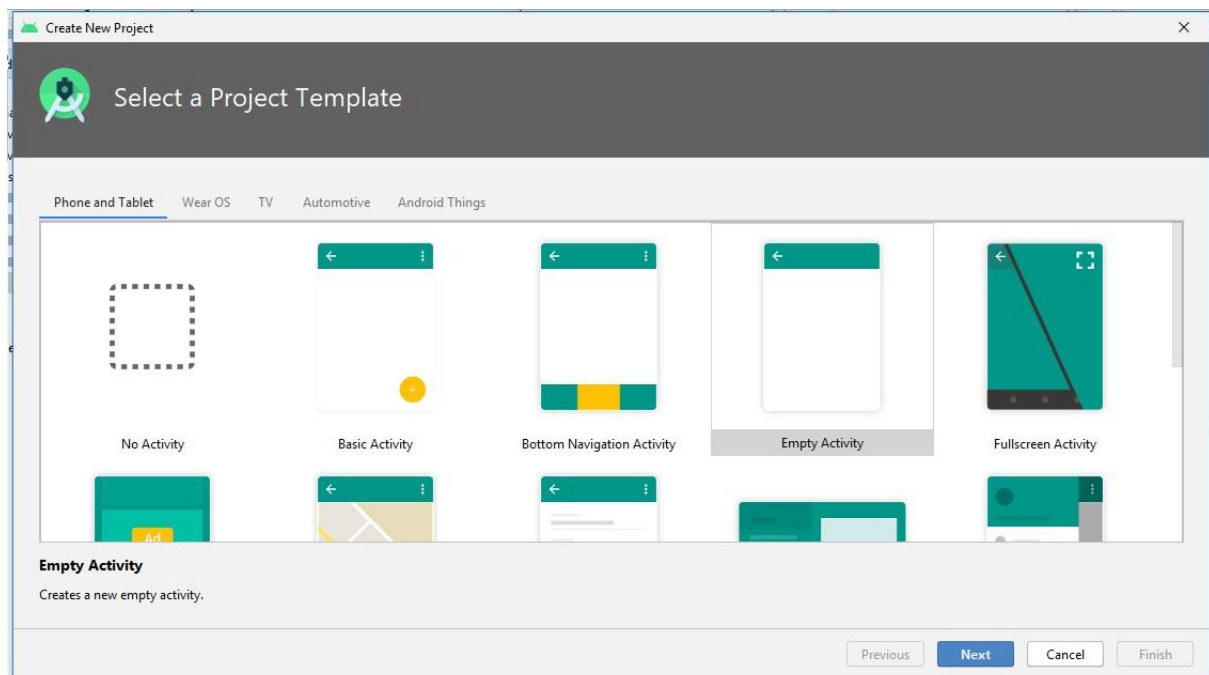 Create New Project
Select a Project Template
Phone and Tablet Wear OS TV Automotive Android Things
No Activity Basic Activity Bottom Navigation Activity Empty Activity Fullscreen Activity
Ad
Empty Activity
Creates a new empty activity.
Previous Next Cancel Finish